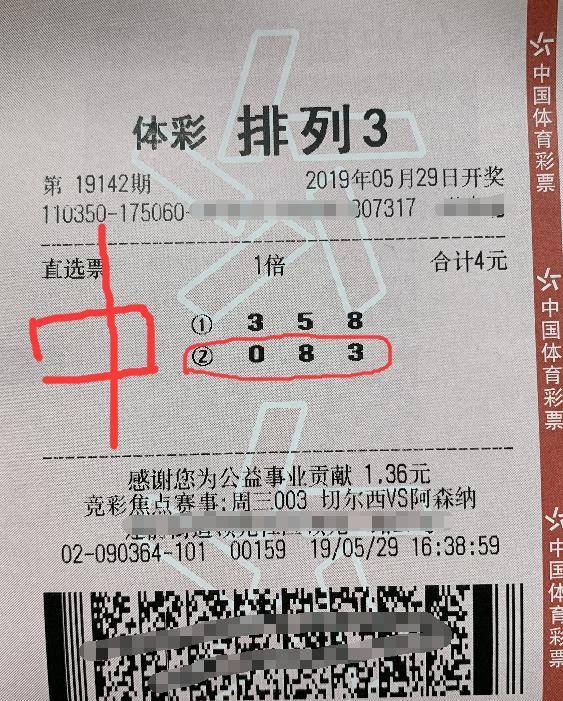 体彩 排列3
第 19142期 2019年05月29日开奖
110350-175060- 307317
直选票 1倍 合计4元
① 3 5 8
② 0 8 3
中
感谢您为公益事业贡献 1.36元
竞彩焦点赛事:周三003 切尔西VS阿森纳
02-090364-101 00159 19/05/29 16:38:59
中国体育彩票
中国体育彩票
中国体育彩票